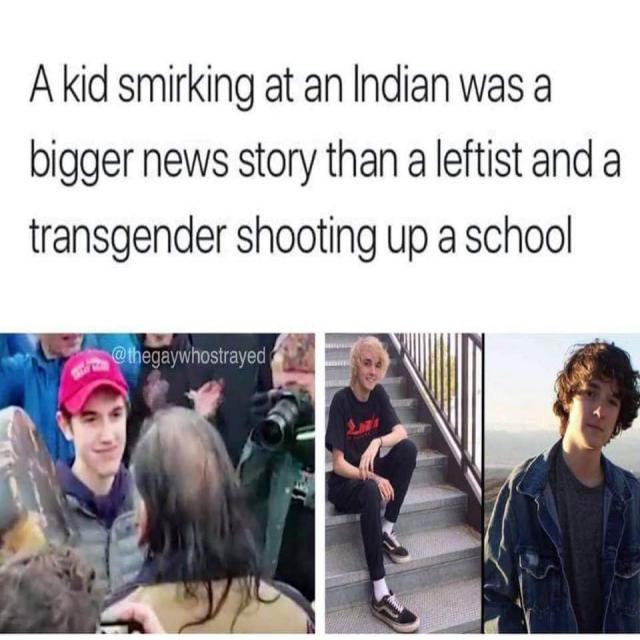 A kid smirking at an Indian was a
bigger news story than a leftist and a
transgender shooting up a school
@thegaywhostrayed